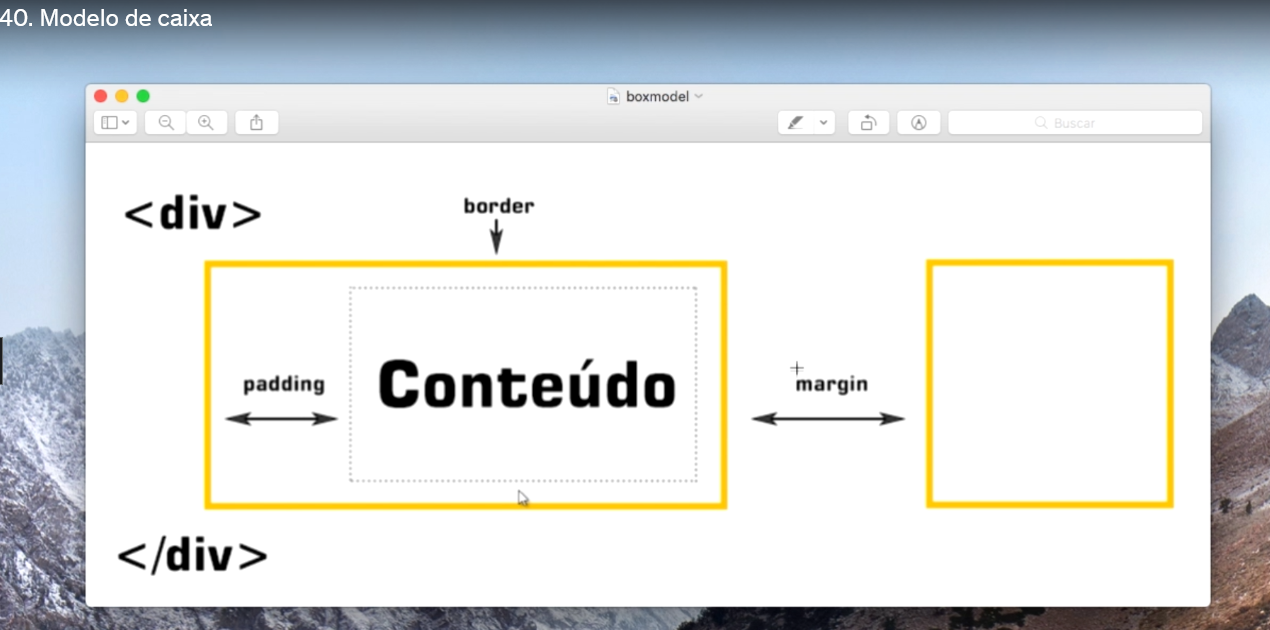 40. Modelo de caixa
boxmodel
Buscar
<div>
border
padding
Conteúdo
margin
</div>